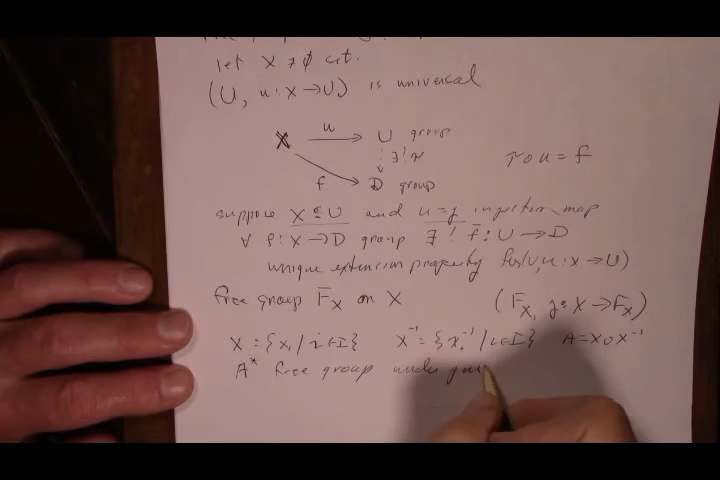 let X ≠ ∅ set.
(U, u: X → U) is universal
X u U group
∃! γ γ ∘ u = f
f D group
suppose X ⊆ U and u = j injection map
∀ f: X → D group ∃! f̄: U → D
unique extension property for (U, u: X → U)
free group F_X on X (F_X, j: X → F_X)
X = {x_i / i ∈ I} X⁻¹ = {x_i⁻¹ / i ∈ I} A = X ∪ X⁻¹
A* free group under